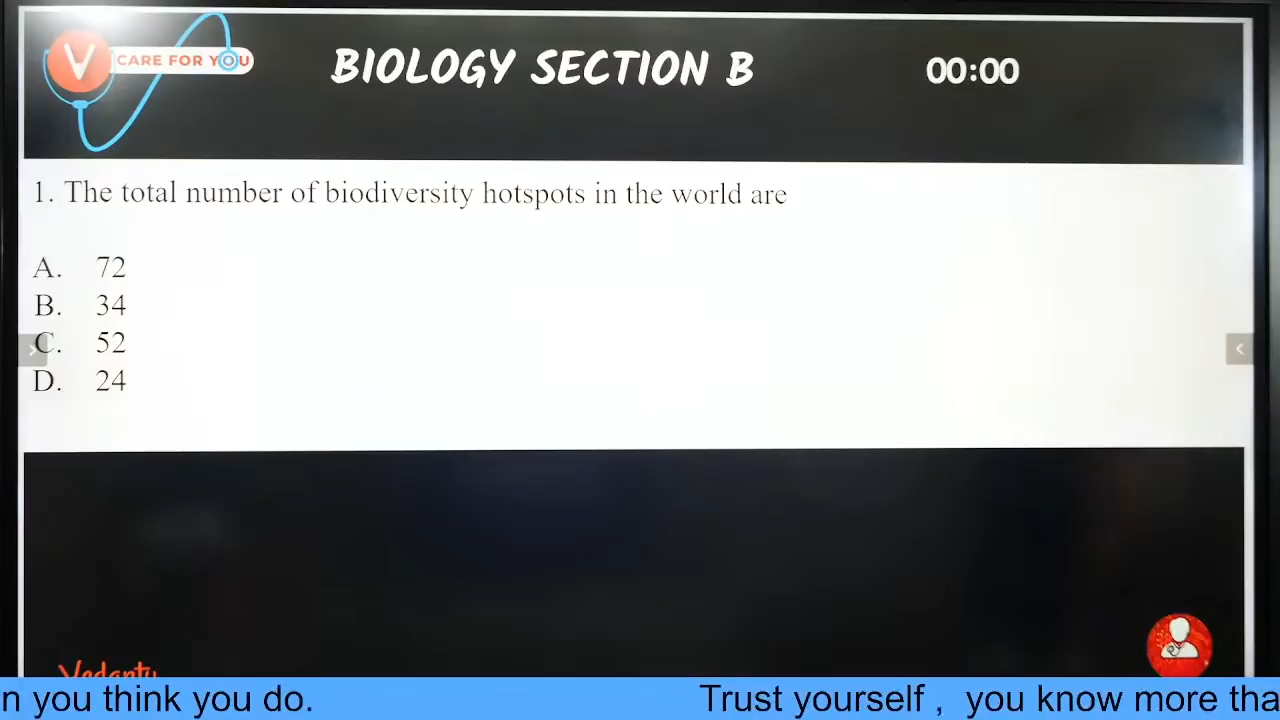 V CARE FOR YOU
BIOLOGY SECTION B
00:00
1. The total number of biodiversity hotspots in the world are
A. 72
B. 34
C. 52
D. 24
Vedantu
n you think you do. Trust yourself , you know more tha